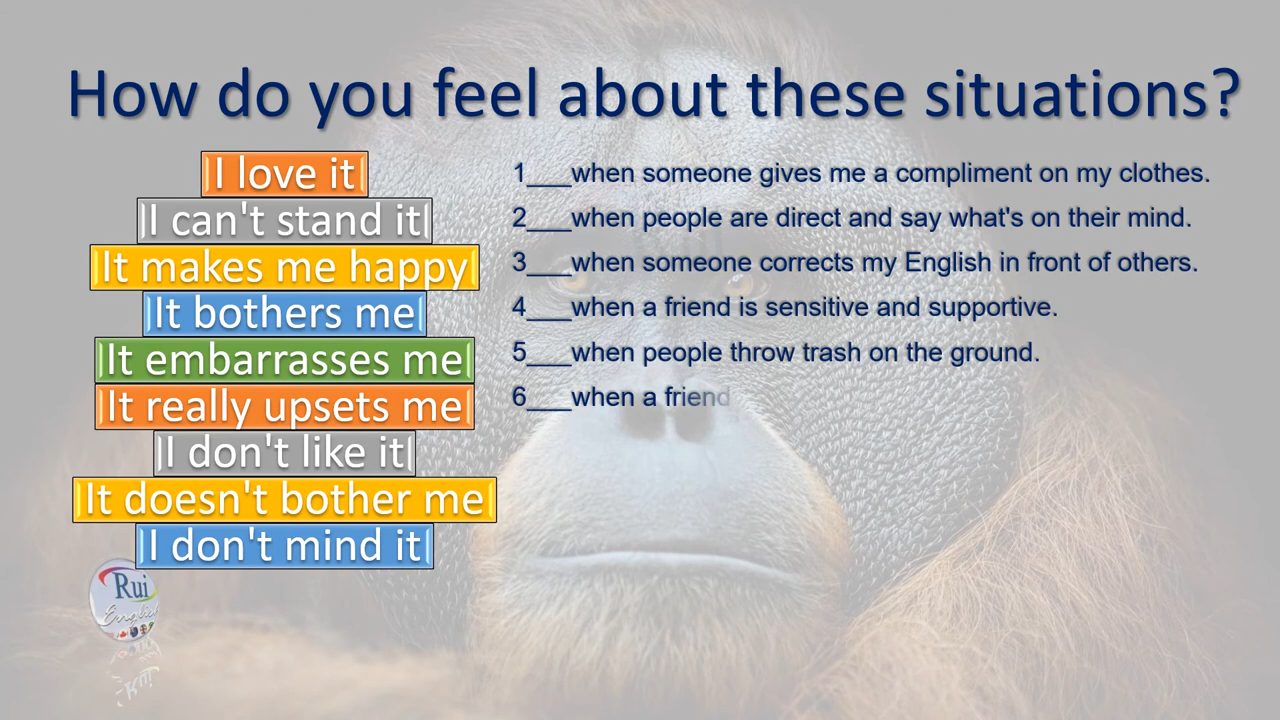 How do you feel about these situations?
I love it
I can't stand it
It makes me happy
It bothers me
It embarrasses me
It really upsets me
I don't like it
It doesn't bother me
I don't mind it
1___when someone gives me a compliment on my clothes.
2___when people are direct and say what's on their mind.
3___when someone corrects my English in front of others.
4___when a friend is sensitive and supportive.
5___when people throw trash on the ground.
6___when a friend
Rui
English